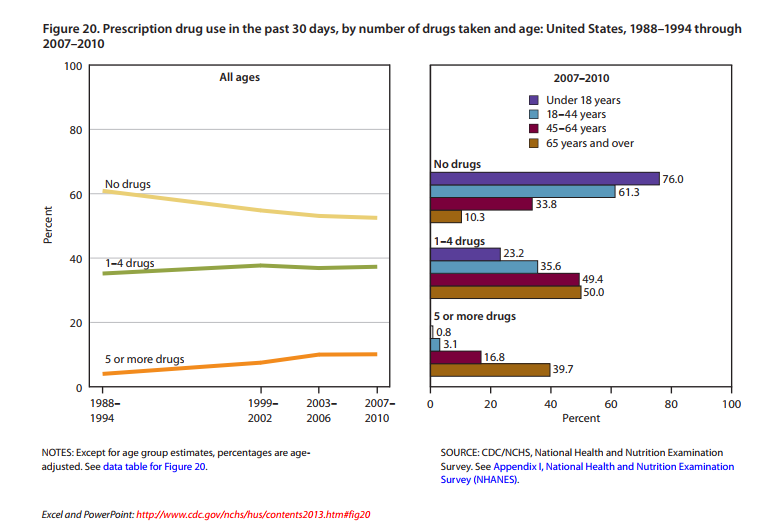 Figure 20. Prescription drug use in the past 30 days, by number of drugs taken and age: United States, 1988–1994 through
2007–2010
All ages
Percent
100
80
60
40
20
0
No drugs
1–4 drugs
5 or more drugs
1988–
1994
1999–
2002
2003–
2006
2007–
2010
2007–2010
Under 18 years
18–44 years
45–64 years
65 years and over
No drugs
76.0
61.3
33.8
10.3
1–4 drugs
23.2
35.6
49.4
50.0
5 or more drugs
0.8
3.1
16.8
39.7
0 20 40 60 80 100
Percent
NOTES: Except for age group estimates, percentages are age-
adjusted. See data table for Figure 20.
SOURCE: CDC/NCHS, National Health and Nutrition Examination
Survey. See Appendix I, National Health and Nutrition Examination
Survey (NHANES).
Excel and PowerPoint: http://www.cdc.gov/nchs/hus/contents2013.htm#fig20